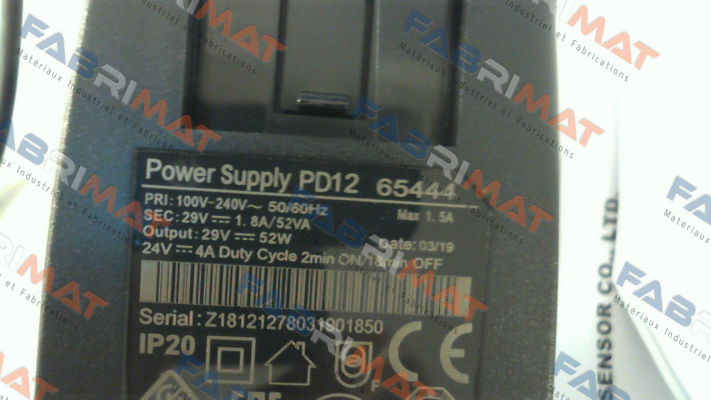 Power Supply PD12 65444
PRI: 100V-240V~ 50/60Hz Max 1.5A
SEC: 29V⎓ 1.8A/52VA
Output: 29V⎓ 52W Date: 03/19
24V⎓4A Duty Cycle 2min ON/18min OFF
Serial: Z18121278031901850
IP20
F
CE
SENSOR CO., LTD.
FABRIMAT
Materiaux Industriel et Fabrications